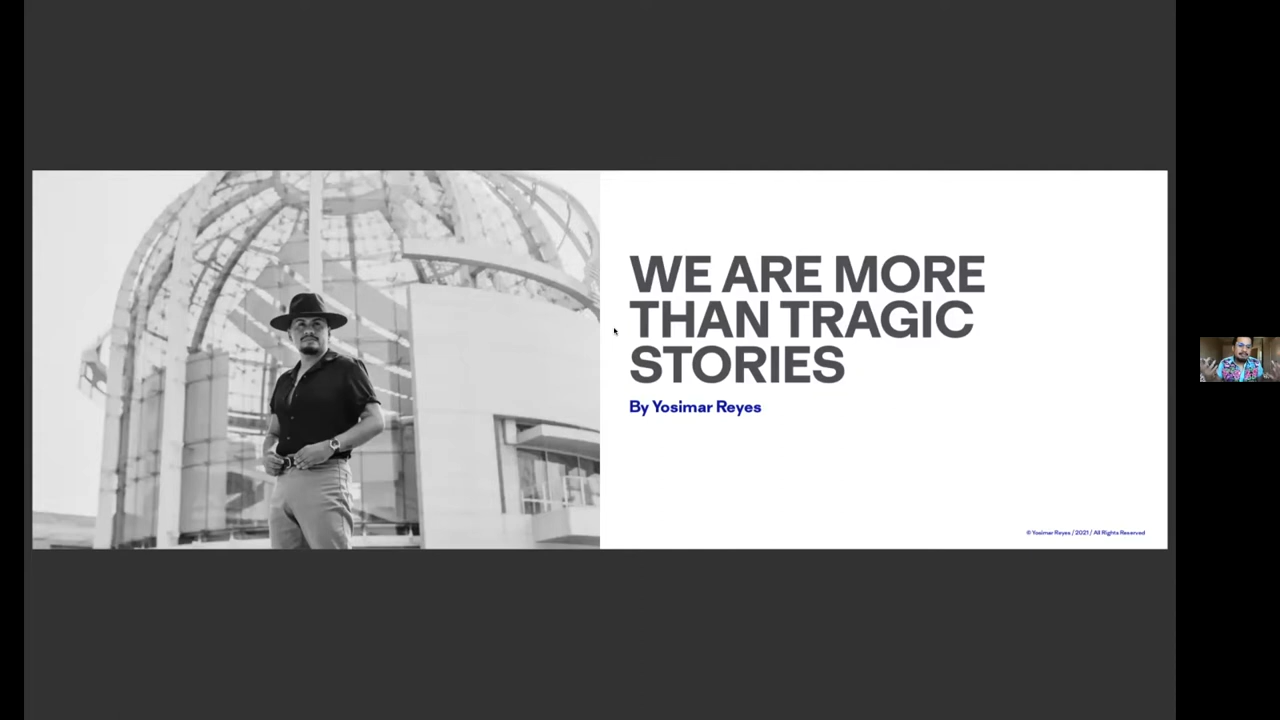 WE ARE MORE
THAN TRAGIC
STORIES
By Yosimar Reyes
© Yosimar Reyes / 2021 / All Rights Reserved